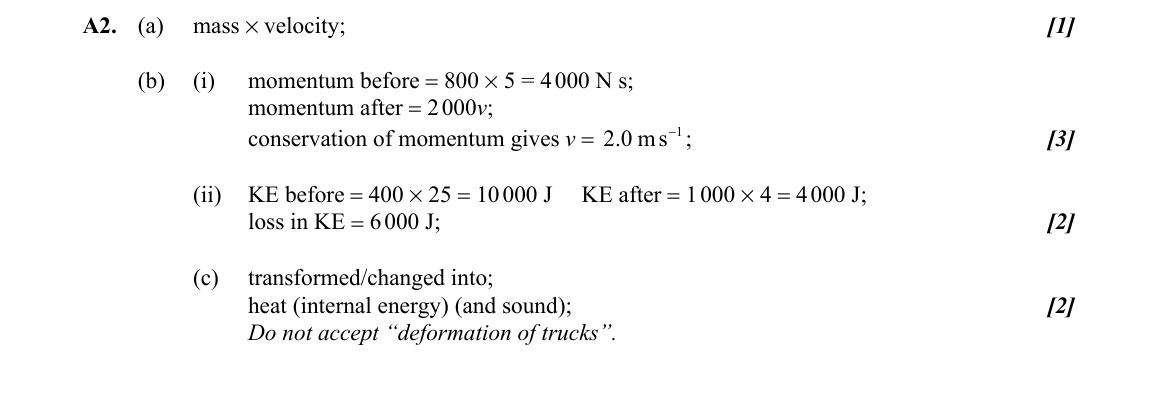 A2. (a) mass × velocity; [1]
(b) (i) momentum before = 800 × 5 = 4 000 N s;
momentum after = 2 000v;
conservation of momentum gives v = 2.0 m s⁻¹; [3]
(ii) KE before = 400 × 25 = 10 000 J KE after = 1 000 × 4 = 4 000 J;
loss in KE = 6 000 J; [2]
(c) transformed/changed into;
heat (internal energy) (and sound); [2]
Do not accept “deformation of trucks”.